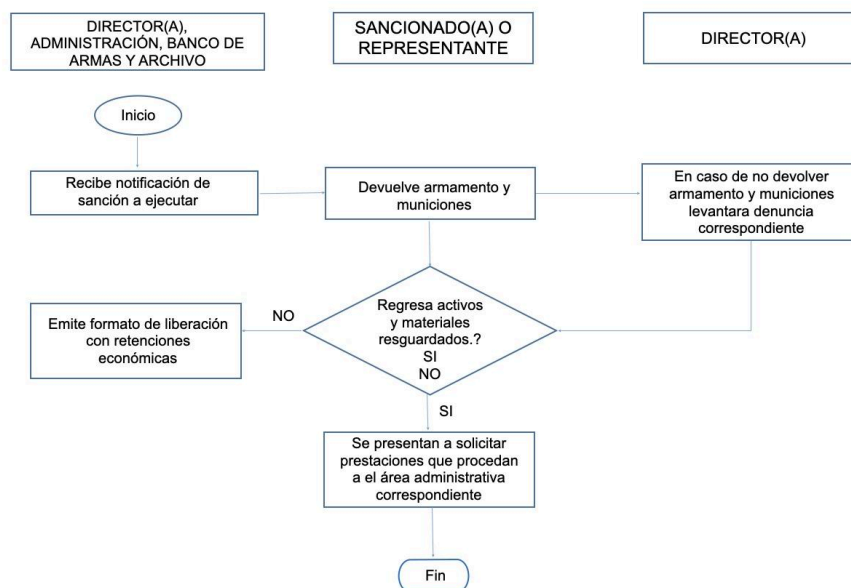 DIRECTOR(A),
ADMINISTRACIÓN, BANCO DE
ARMAS Y ARCHIVO
SANCIONADO(A) O
REPRESENTANTE
DIRECTOR(A)
Inicio
Recibe notificación de
sanción a ejecutar
Devuelve armamento y
municiones
En caso de no devolver
armamento y municiones
levantara denuncia
correspondiente
Regresa activos
y materiales
resguardados.?
SI
NO
NO
Emite formato de liberación
con retenciones
económicas
SI
Se presentan a solicitar
prestaciones que procedan
a el área administrativa
correspondiente
Fin